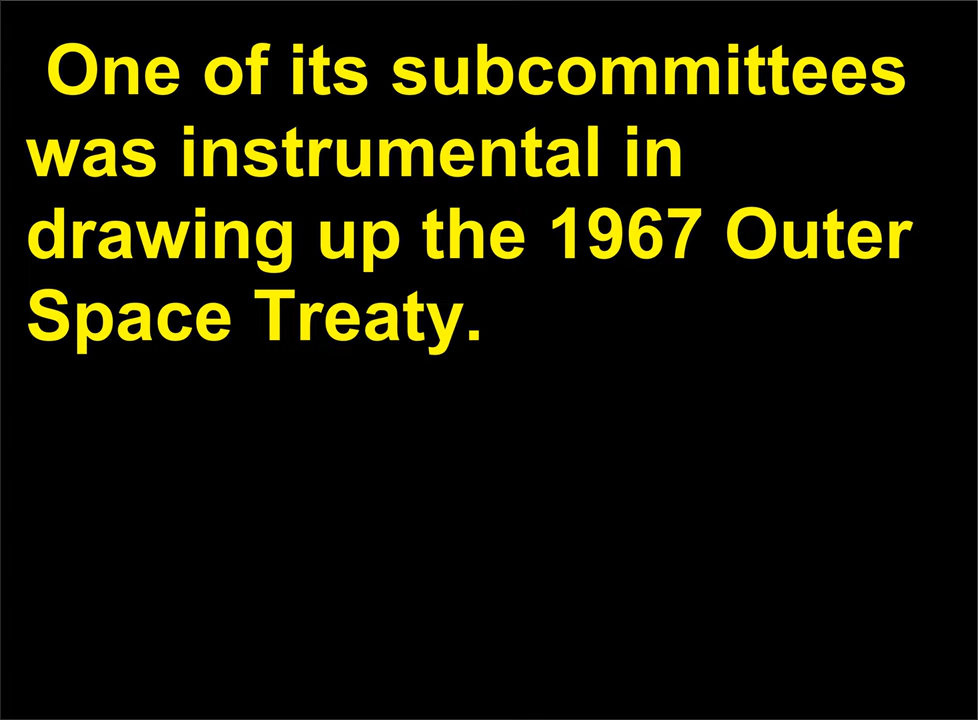 One of its subcommittees
was instrumental in
drawing up the 1967 Outer
Space Treaty.